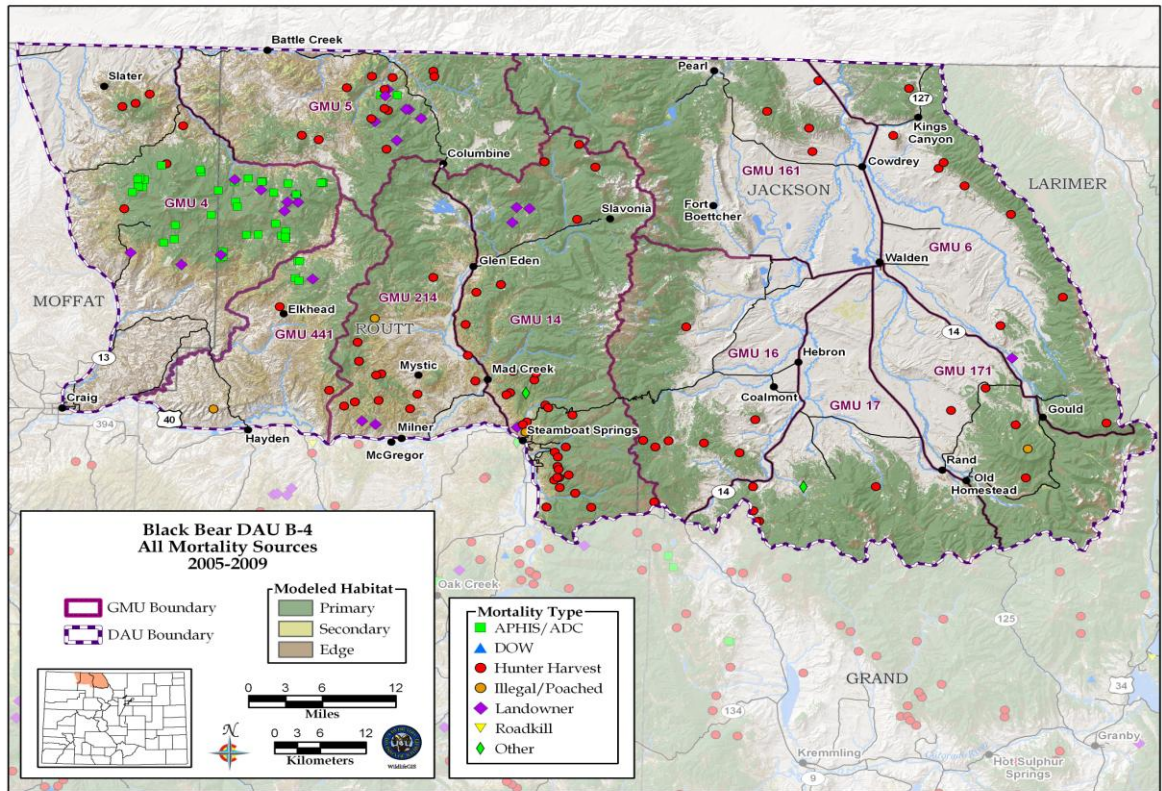 Battle Creek
Slater
Pearl
GMU 5
127
Kings
Canyon
Columbine
Cowdrey
GMU 161
JACKSON
LARIMER
GMU 4
Fort
Boettcher
Slavonia
GMU 6
Walden
Glen Eden
MOFFAT
GMU 214
Elkhead
ROUTT
GMU 14
GMU 441
14
13
GMU 16
Hebron
Mystic
Mad Creek
GMU 171
Coalmont
Craig
40
GMU 17
Gould
394
Hayden
Milner
McGregor
Steamboat Springs
Rand
Old
Homestead
14
Black Bear DAU B-4
All Mortality Sources
2005-2009
GMU Boundary
DAU Boundary
Modeled Habitat
Primary
Secondary
Edge
0 3 6 12
Miles
0 3 6 12
Kilometers
N
Oak Creek
Mortality Type
APHIS/ADC
DOW
Hunter Harvest
Illegal/Poached
Landowner
Roadkill
Other
125
GRAND
34
134
Kremmling
9
Hot Sulphur
Springs
Granby